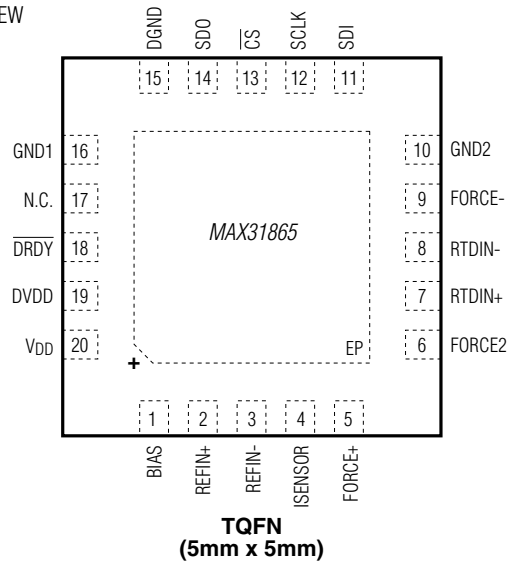 EW
DGND
SDO
CS
SCLK
SDI
15 14 13 12 11
GND1 16
N.C. 17
DRDY 18
DVDD 19
VDD 20
10 GND2
9 FORCE-
8 RTDIN-
7 RTDIN+
6 FORCE2
MAX31865
EP
+
1 2 3 4 5
BIAS
REFIN+
REFIN-
ISENSOR
FORCE+
TQFN
(5mm x 5mm)